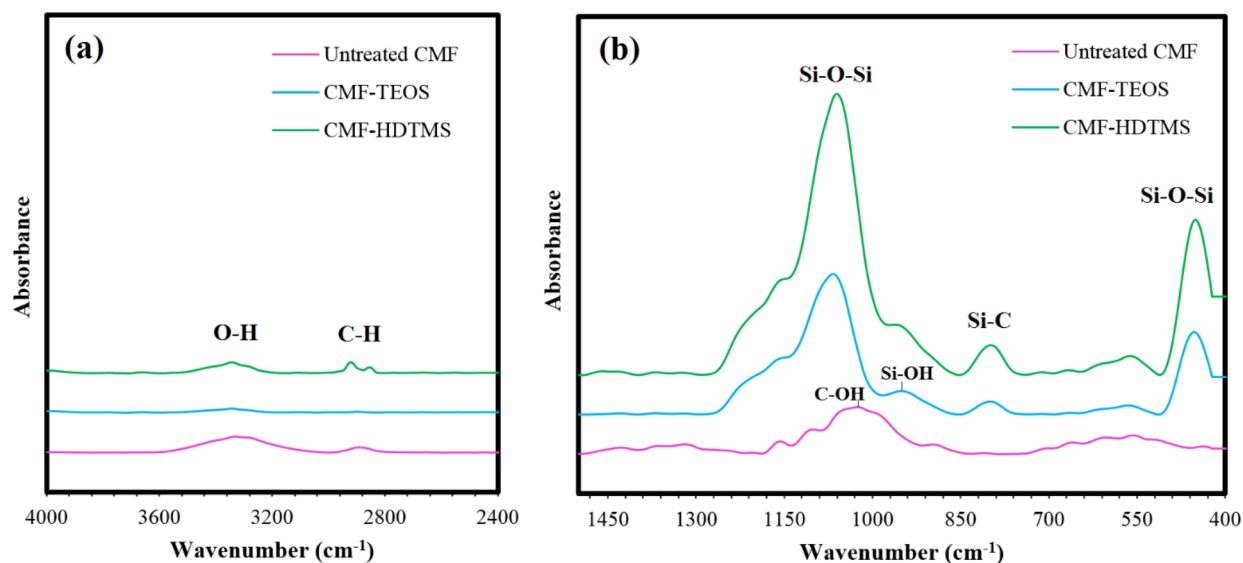 (a)
Untreated CMF
CMF-TEOS
CMF-HDTMS
O-H
C-H
Absorbance
4000
3600
3200
2800
2400
Wavenumber (cm⁻¹)
(b)
Untreated CMF
CMF-TEOS
CMF-HDTMS
Si-O-Si
Si-O-Si
Si-C
Si-OH
C-OH
Absorbance
1450
1300
1150
1000
850
700
550
400
Wavenumber (cm⁻¹)